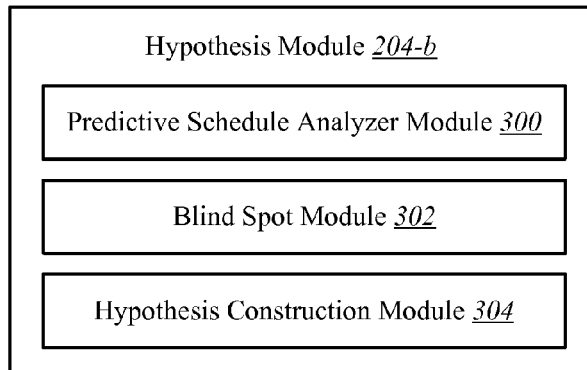 Hypothesis Module 204-b
Predictive Schedule Analyzer Module 300
Blind Spot Module 302
Hypothesis Construction Module 304